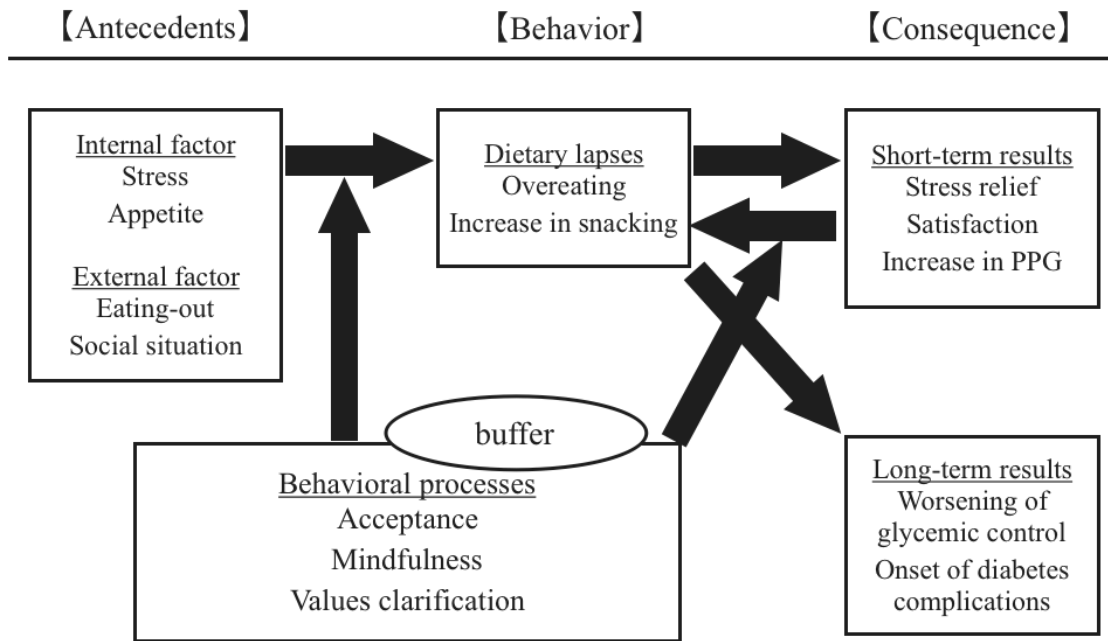 【Antecedents】
【Behavior】
【Consequence】
Internal factor
Stress
Appetite
External factor
Eating-out
Social situation
Dietary lapses
Overeating
Increase in snacking
Short-term results
Stress relief
Satisfaction
Increase in PPG
buffer
Behavioral processes
Acceptance
Mindfulness
Values clarification
Long-term results
Worsening of
glycemic control
Onset of diabetes
complications